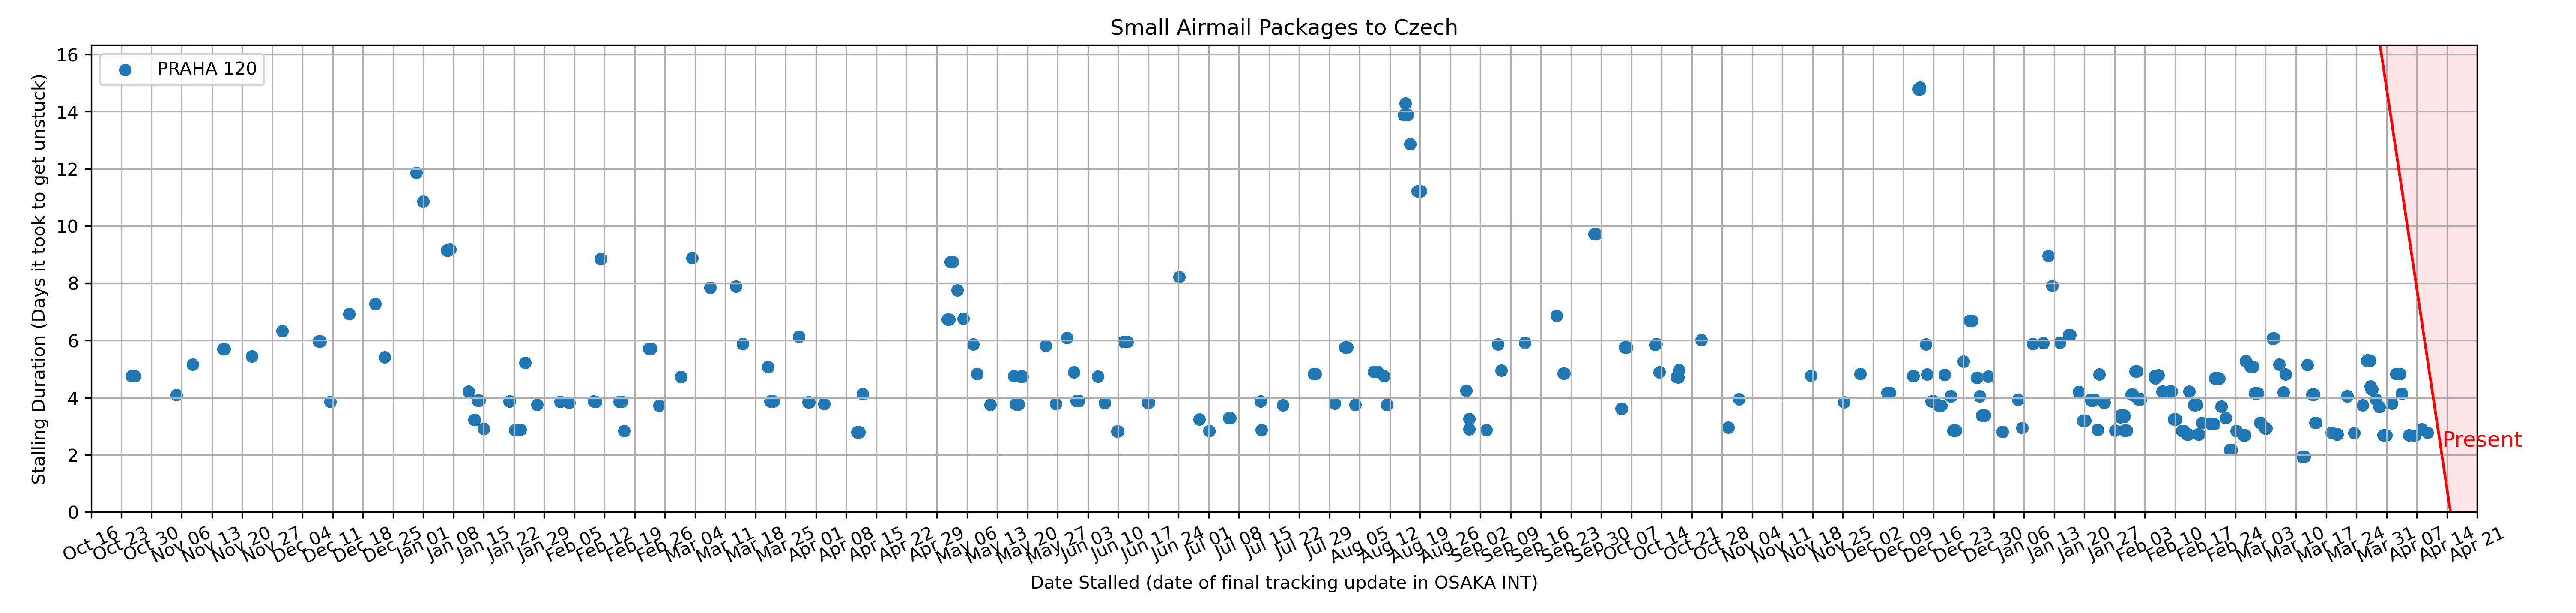 Small Airmail Packages to Czech
PRAHA 120
Stalling Duration (Days it took to get unstuck)
16
14
12
10
8
6
4
2
0
Present
Oct 16
Oct 23
Oct 30
Nov 06
Nov 13
Nov 20
Nov 27
Dec 04
Dec 11
Dec 18
Dec 25
Jan 01
Jan 08
Jan 15
Jan 22
Jan 29
Feb 05
Feb 12
Feb 19
Feb 26
Mar 04
Mar 11
Mar 18
Mar 25
Apr 01
Apr 08
Apr 15
Apr 22
Apr 29
May 06
May 13
May 20
May 27
Jun 03
Jun 10
Jun 17
Jun 24
Jul 01
Jul 08
Jul 15
Jul 22
Jul 29
Aug 05
Aug 12
Aug 19
Aug 26
Sep 02
Sep 09
Sep 16
Sep 23
Sep 30
Oct 07
Oct 14
Oct 21
Oct 28
Nov 04
Nov 11
Nov 18
Nov 25
Dec 02
Dec 09
Dec 16
Dec 23
Dec 30
Jan 06
Jan 13
Jan 20
Jan 27
Feb 03
Feb 10
Feb 17
Feb 24
Mar 03
Mar 10
Mar 17
Mar 24
Mar 31
Apr 07
Apr 14
Apr 21
Date Stalled (date of final tracking update in OSAKA INT)